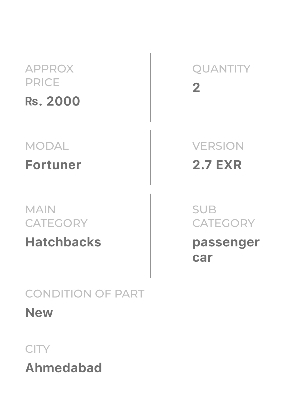 APPROX
PRICE
Rs. 2000
QUANTITY
2
MODAL
Fortuner
VERSION
2.7 EXR
MAIN
CATEGORY
Hatchbacks
SUB
CATEGORY
passenger
car
CONDITION OF PART
New
CITY
Ahmedabad